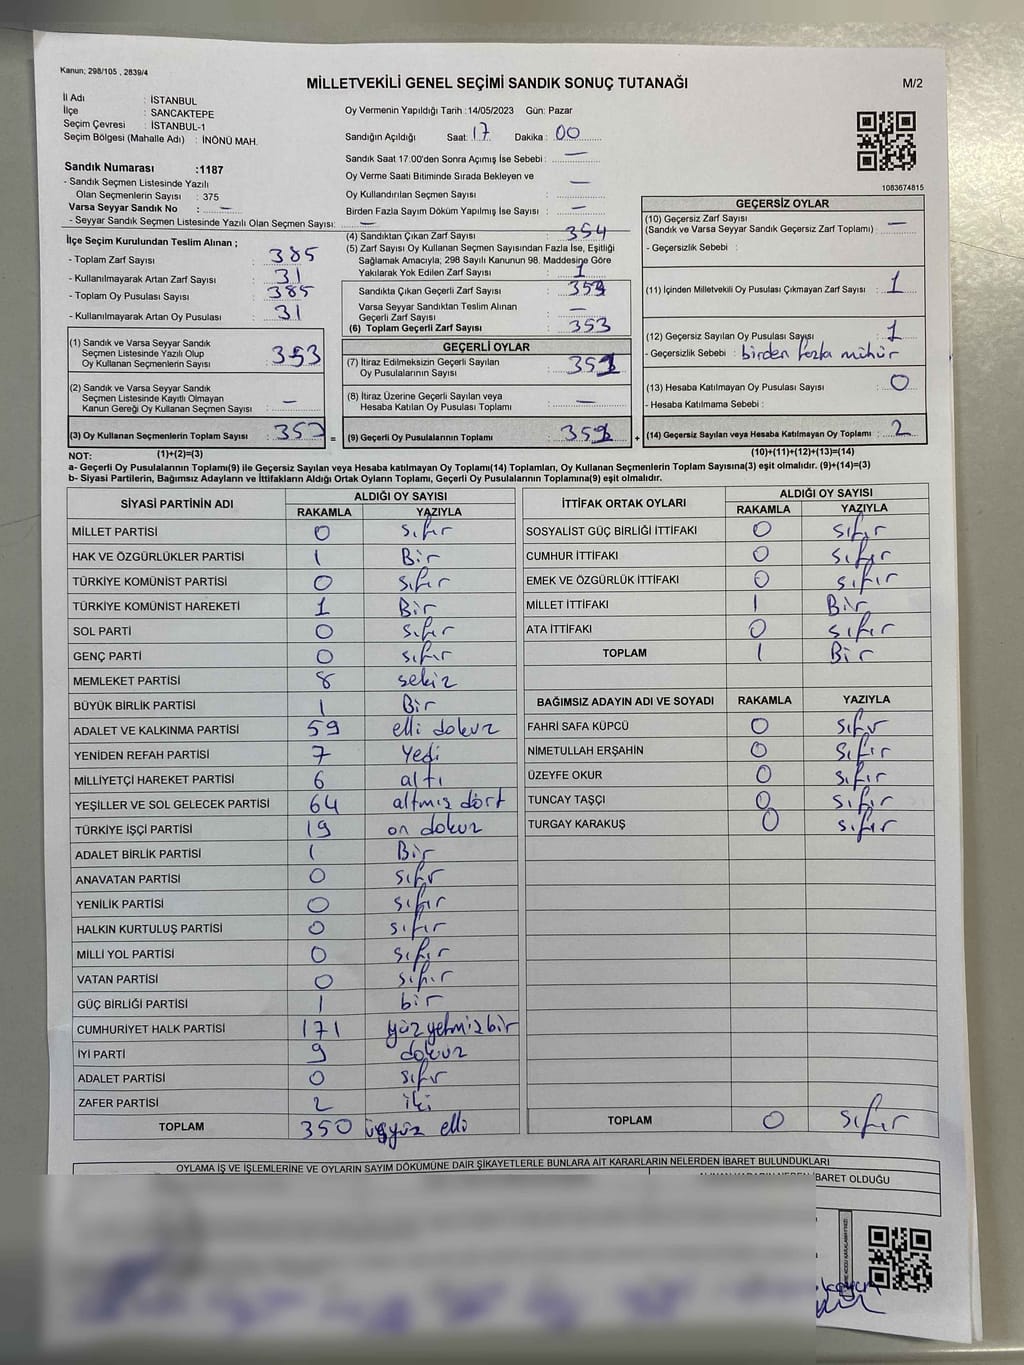 Kanun; 298/105 , 2839/4
MİLLETVEKİLİ GENEL SEÇİMİ SANDIK SONUÇ TUTANAĞI
M/2
İl Adı : İSTANBUL
İlçe : SANCAKTEPE
Seçim Çevresi : İSTANBUL-1
Seçim Bölgesi (Mahalle Adı) : İNÖNÜ MAH.
Oy Vermenin Yapıldığı Tarih :14/05/2023 Gün: Pazar
Sandığın Açıldığı Saat: 17 Dakika : 00
Sandık Saat 17.00'den Sonra Açımış İse Sebebi : —
Oy Verme Saati Bitiminde Sırada Bekleyen ve
Oy Kullandırılan Seçmen Sayısı : —
Birden Fazla Sayım Döküm Yapılmış İse Sayısı : —
1083674815
Sandık Numarası :1187
- Sandık Seçmen Listesinde Yazılı
Olan Seçmenlerin Sayısı : 375
Varsa Seyyar Sandık No : —
- Seyyar Sandık Seçmen Listesinde Yazılı Olan Seçmen Sayısı: —
İlçe Seçim Kurulundan Teslim Alınan ;
- Toplam Zarf Sayısı : 385
- Kullanılmayarak Artan Zarf Sayısı : 31
- Toplam Oy Pusulası Sayısı : 385
- Kullanılmayarak Artan Oy Pusulası : 31
(1) Sandık ve Varsa Seyyar Sandık
Seçmen Listesinde Yazılı Olup
Oy Kullanan Seçmenlerin Sayısı : 353
(2) Sandık ve Varsa Seyyar Sandık
Seçmen Listesinde Kayıtlı Olmayan
Kanun Gereği Oy Kullanan Seçmen Sayısı : —
(3) Oy Kullanan Seçmenlerin Toplam Sayısı : 353 =
(4) Sandıktan Çıkan Zarf Sayısı : 354
(5) Zarf Sayısı Oy Kullanan Seçmen Sayısından Fazla İse, Eşitliği
Sağlamak Amacıyla; 298 Sayılı Kanunun 98. Maddesine Göre
Yakılarak Yok Edilen Zarf Sayısı : 1
Sandıkta Çıkan Geçerli Zarf Sayısı :
Varsa Seyyar Sandıktan Teslim Alınan
Geçerli Zarf Sayısı : —
(6) Toplam Geçerli Zarf Sayısı : 353
GEÇERLİ OYLAR
(7) İtiraz Edilmeksizin Geçerli Sayılan
Oy Pusulalarının Sayısı : 351
(8) İtiraz Üzerine Geçerli Sayılan veya
Hesaba Katılan Oy Pusulası Toplamı : —
(9) Geçerli Oy Pusulalarının Toplamı : 351 +
GEÇERSİZ OYLAR
(10) Geçersiz Zarf Sayısı
(Sandık ve Varsa Seyyar Sandık Geçersiz Zarf Toplamı) : —
- Geçersizlik Sebebi :
(11) İçinden Milletvekili Oy Pusulası Çıkmayan Zarf Sayısı : 1
(12) Geçersiz Sayılan Oy Pusulası Sayısı : 1
- Geçersizlik Sebebi : birden fazla mühür
(13) Hesaba Katılmayan Oy Pusulası Sayısı : 0
- Hesaba Katılmama Sebebi :
(14) Geçersiz Sayılan veya Hesaba Katılmayan Oy Toplamı : 2
NOT: (1)+(2)=(3) (10)+(11)+(12)+(13)=(14)
a- Geçerli Oy Pusulalarının Toplamı(9) ile Geçersiz Sayılan veya Hesaba katılmayan Oy Toplamı(14) Toplamları, Oy Kullanan Seçmenlerin Toplam Sayısına(3) eşit olmalıdır. (9)+(14)=(3)
b- Siyasi Partilerin, Bağımsız Adayların ve İttifakların Aldığı Ortak Oyların Toplamı, Geçerli Oy Pusulalarının Toplamına(9) eşit olmalıdır.
SİYASİ PARTİNİN ADI ALDIĞI OY SAYISI
RAKAMLA YAZIYLA
MİLLET PARTİSİ 0 sıfır
HAK VE ÖZGÜRLÜKLER PARTİSİ 1 Bir
TÜRKİYE KOMÜNİST PARTİSİ 0 sıfır
TÜRKİYE KOMÜNİST HAREKETİ 1 Bir
SOL PARTİ 0 sıfır
GENÇ PARTİ 0 sıfır
MEMLEKET PARTİSİ 8 sekiz
BÜYÜK BİRLİK PARTİSİ 1 Bir
ADALET VE KALKINMA PARTİSİ 59 elli dokuz
YENİDEN REFAH PARTİSİ 7 Yedi
MİLLİYETÇİ HAREKET PARTİSİ 6 altı
YEŞİLLER VE SOL GELECEK PARTİSİ 64 altmış dört
TÜRKİYE İŞÇİ PARTİSİ 19 on dokuz
ADALET BİRLİK PARTİSİ 1 Bir
ANAVATAN PARTİSİ 0 sıfır
YENİLİK PARTİSİ 0 sıfır
HALKIN KURTULUŞ PARTİSİ 0 sıfır
MİLLİ YOL PARTİSİ 0 sıfır
VATAN PARTİSİ 0 sıfır
GÜÇ BİRLİĞİ PARTİSİ 1 bir
CUMHURİYET HALK PARTİSİ 171 yüz yetmiş bir
İYİ PARTİ 9 dokuz
ADALET PARTİSİ 0 sıfır
ZAFER PARTİSİ 2 iki
TOPLAM 350 üçyüz elli
İTTİFAK ORTAK OYLARI ALDIĞI OY SAYISI
RAKAMLA YAZIYLA
SOSYALİST GÜÇ BİRLİĞİ İTTİFAKI 0 sıfır
CUMHUR İTTİFAKI 0 sıfır
EMEK VE ÖZGÜRLÜK İTTİFAKI 0 sıfır
MİLLET İTTİFAKI 1 Bir
ATA İTTİFAKI 0 sıfır
TOPLAM 1 Bir
BAĞIMSIZ ADAYIN ADI VE SOYADI RAKAMLA YAZIYLA
FAHRİ SAFA KÜPCÜ 0 sıfır
NİMETULLAH ERŞAHİN 0 sıfır
ÜZEYFE OKUR 0 sıfır
TUNCAY TAŞÇI 0 sıfır
TURGAY KARAKUŞ 0 sıfır
TOPLAM 0 sıfır
OYLAMA İŞ VE İŞLEMLERİNE VE OYLARIN SAYIM DÖKÜMÜNE DAİR ŞİKAYETLERLE BUNLARA AİT KARARLARIN NELERDEN İBARET BULUNDUKLARI
İBARET OLDUĞU